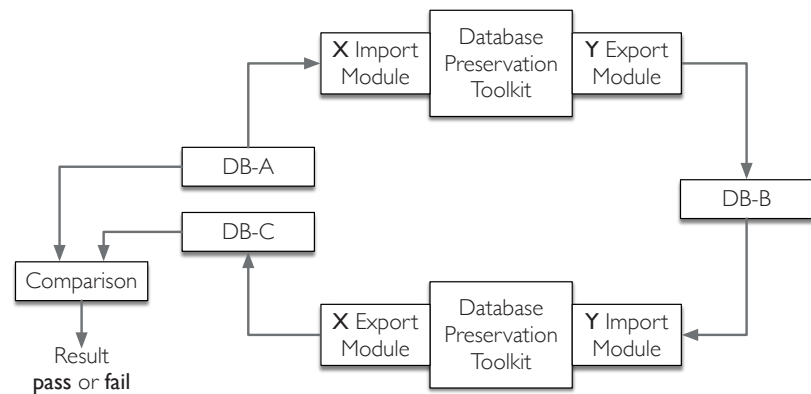 X Import
Module
Database
Preservation
Toolkit
Y Export
Module
DB-A
DB-B
DB-C
Comparison
X Export
Module
Database
Preservation
Toolkit
Y Import
Module
Result
pass or fail